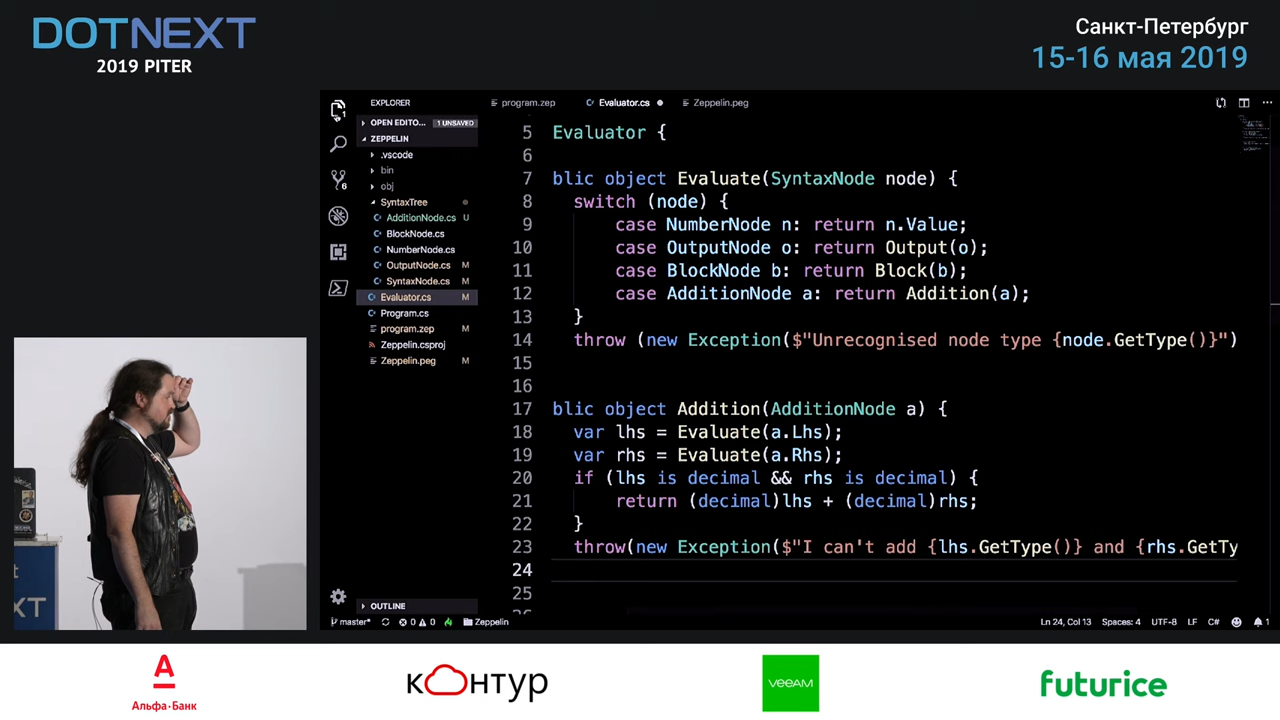 DOTNEXT
2019 PITER
Санкт-Петербург
15-16 мая 2019
EXPLORER
OPEN EDITO... 1 UNSAVED
ZEPPELIN
.vscode
bin
obj
SyntaxTree
AdditionNode.cs U
BlockNode.cs
NumberNode.cs
OutputNode.cs M
SyntaxNode.cs M
Evaluator.cs M
Program.cs
program.zep M
Zeppelin.csproj
Zeppelin.peg M
OUTLINE
program.zep Evaluator.cs Zeppelin.peg
5 Evaluator {
6
7 blic object Evaluate(SyntaxNode node) {
8 switch (node) {
9 case NumberNode n: return n.Value;
10 case OutputNode o: return Output(o);
11 case BlockNode b: return Block(b);
12 case AdditionNode a: return Addition(a);
13 }
14 throw (new Exception($"Unrecognised node type {node.GetType()}")
15
16
17 blic object Addition(AdditionNode a) {
18 var lhs = Evaluate(a.Lhs);
19 var rhs = Evaluate(a.Rhs);
20 if (lhs is decimal && rhs is decimal) {
21 return (decimal)lhs + (decimal)rhs;
22 }
23 throw(new Exception($"I can't add {lhs.GetType()} and {rhs.GetTy
24
25
master* 0 0 Zeppelin Ln 24, Col 13 Spaces: 4 UTF-8 LF C# 1
XT
А
Альфа·Банк
контур
veeam
futurice